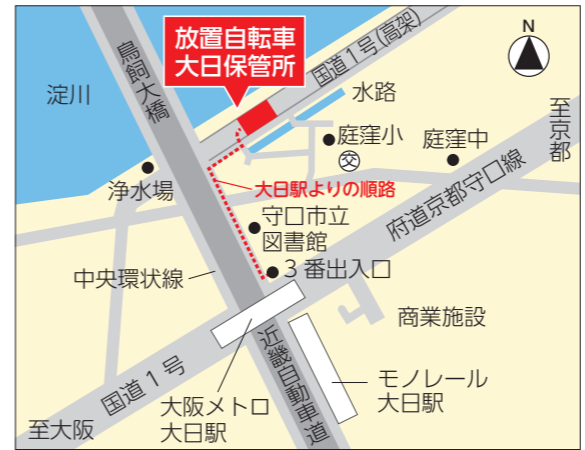 放置自転車
大日保管所
国道1号(高架)
N
鳥飼大橋
淀川
水路
至京都
庭窪小
交
庭窪中
浄水場
大日駅よりの順路
府道京都守口線
守口市立
図書館
中央環状線
3番出入口
商業施設
国道1号
近畿自動車道
モノレール
大日駅
大阪メトロ
大日駅
至大阪